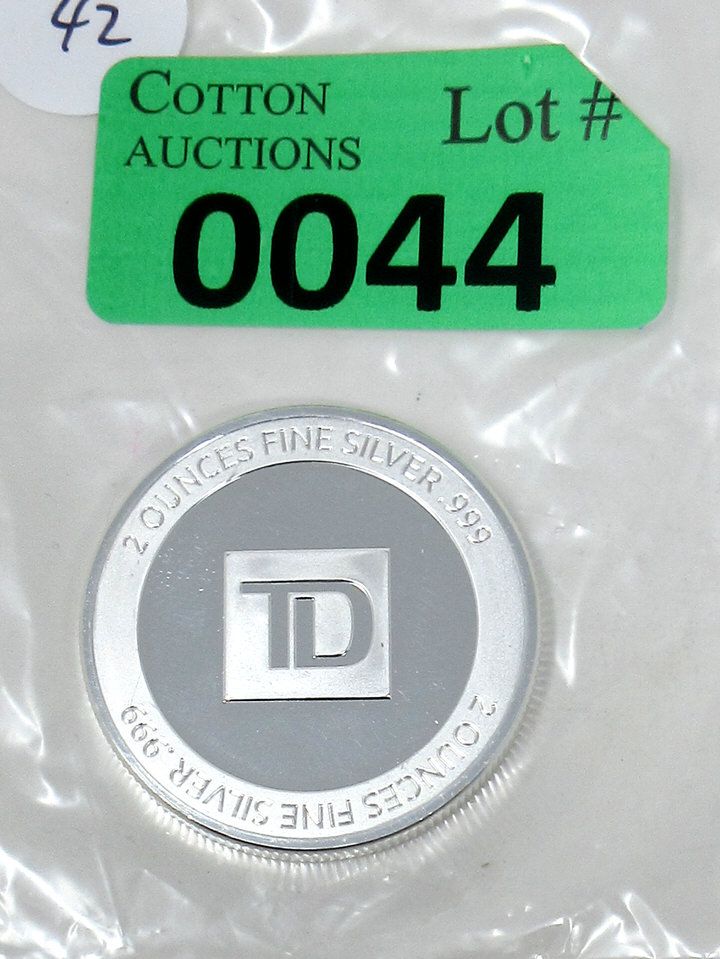 42
COTTON
AUCTIONS
Lot #
0044
2 OUNCES FINE SILVER .999
TD
2 OUNCES FINE SILVER .999